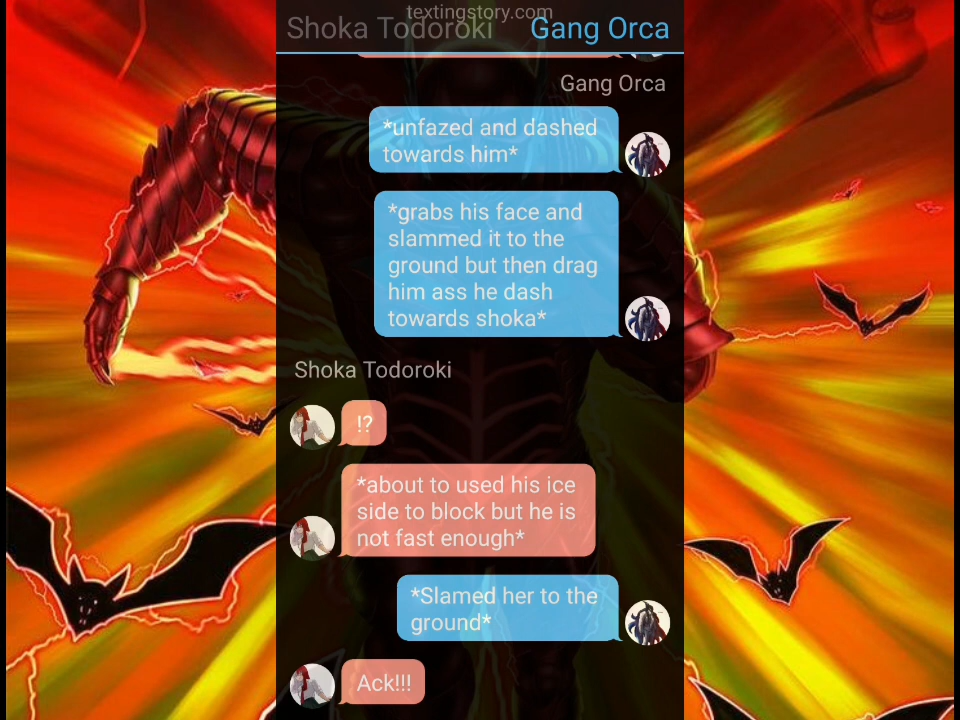 textingstory.com
Shoka Todoroki
Gang Orca
Gang Orca
*unfazed and dashed
towards him*
*grabs his face and
slammed it to the
ground but then drag
him ass he dash
towards shoka*
Shoka Todoroki
!?
*about to used his ice
side to block but he is
not fast enough*
*Slamed her to the
ground*
Ack!!!